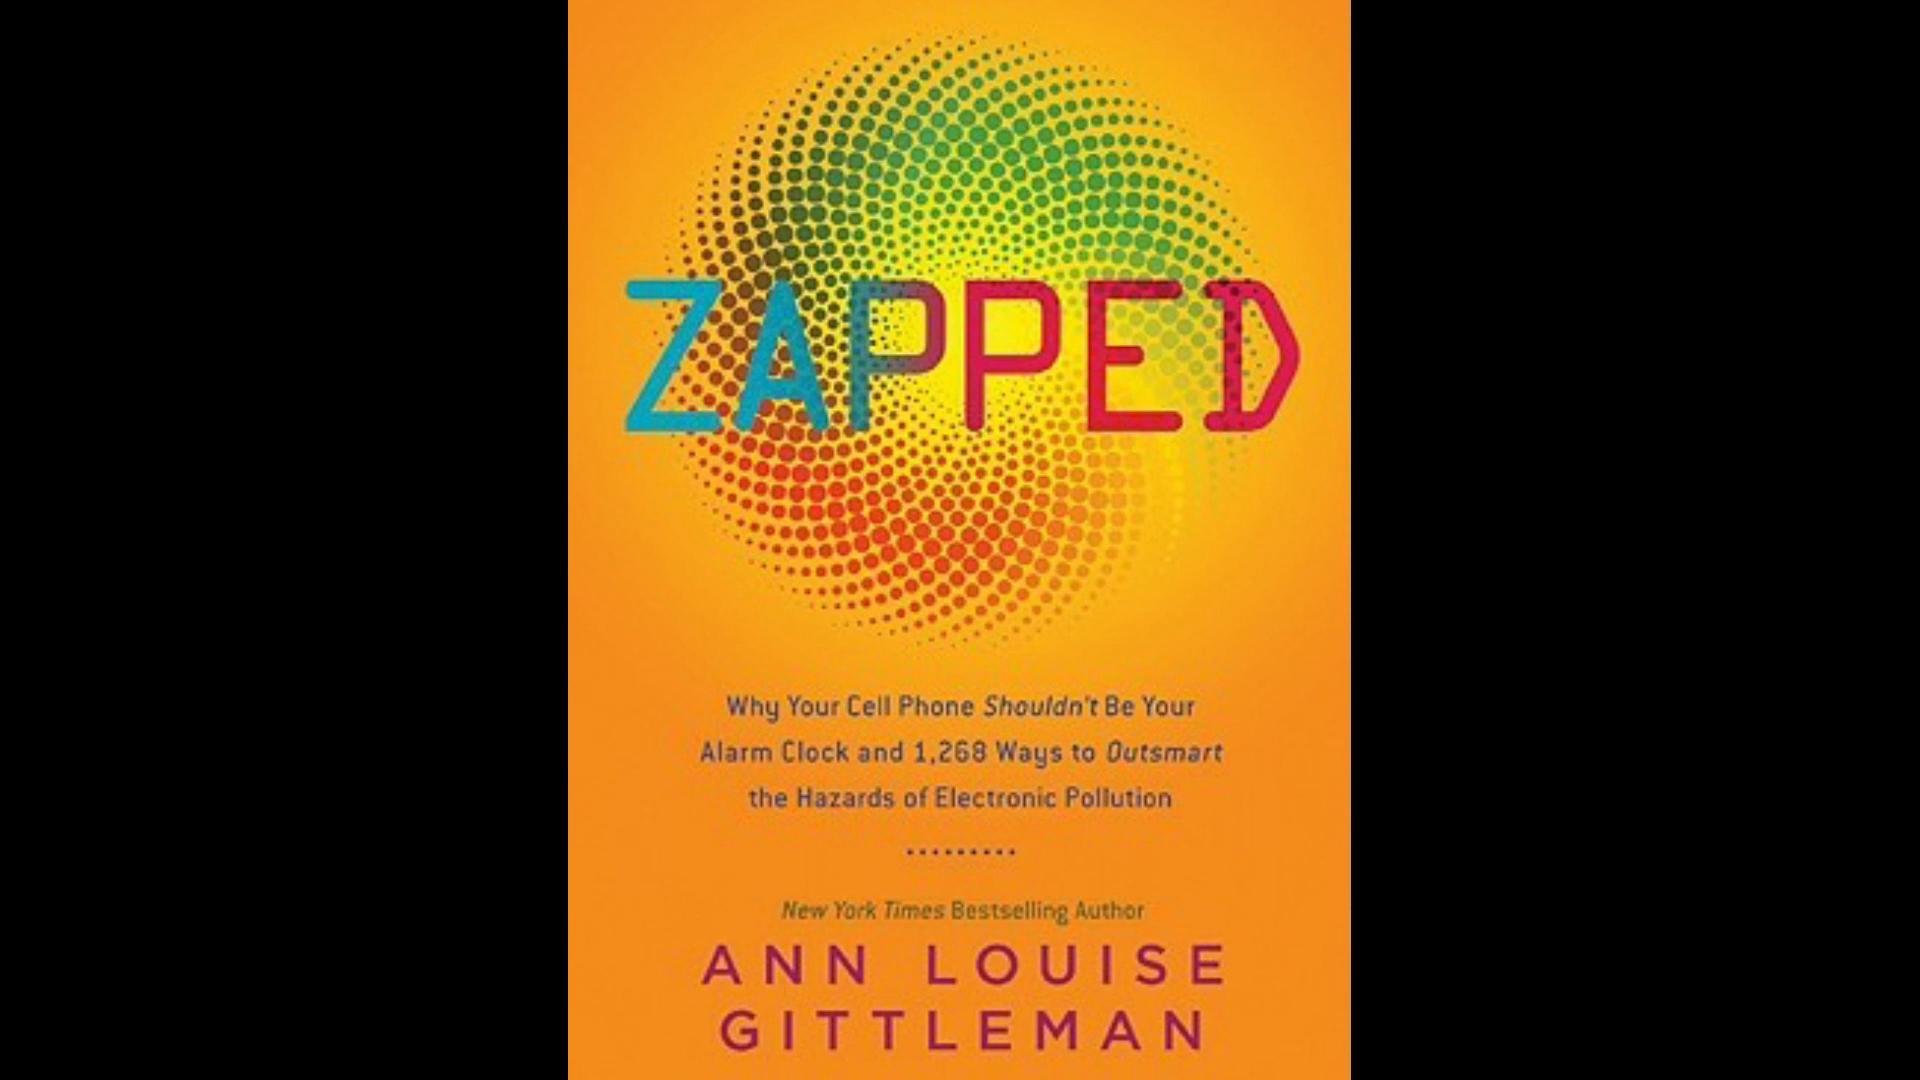 ZAPPED
Why Your Cell Phone Shouldn't Be Your
Alarm Clock and 1,268 Ways to Outsmart
the Hazards of Electronic Pollution
New York Times Bestselling Author
ANN LOUISE
GITTLEMAN